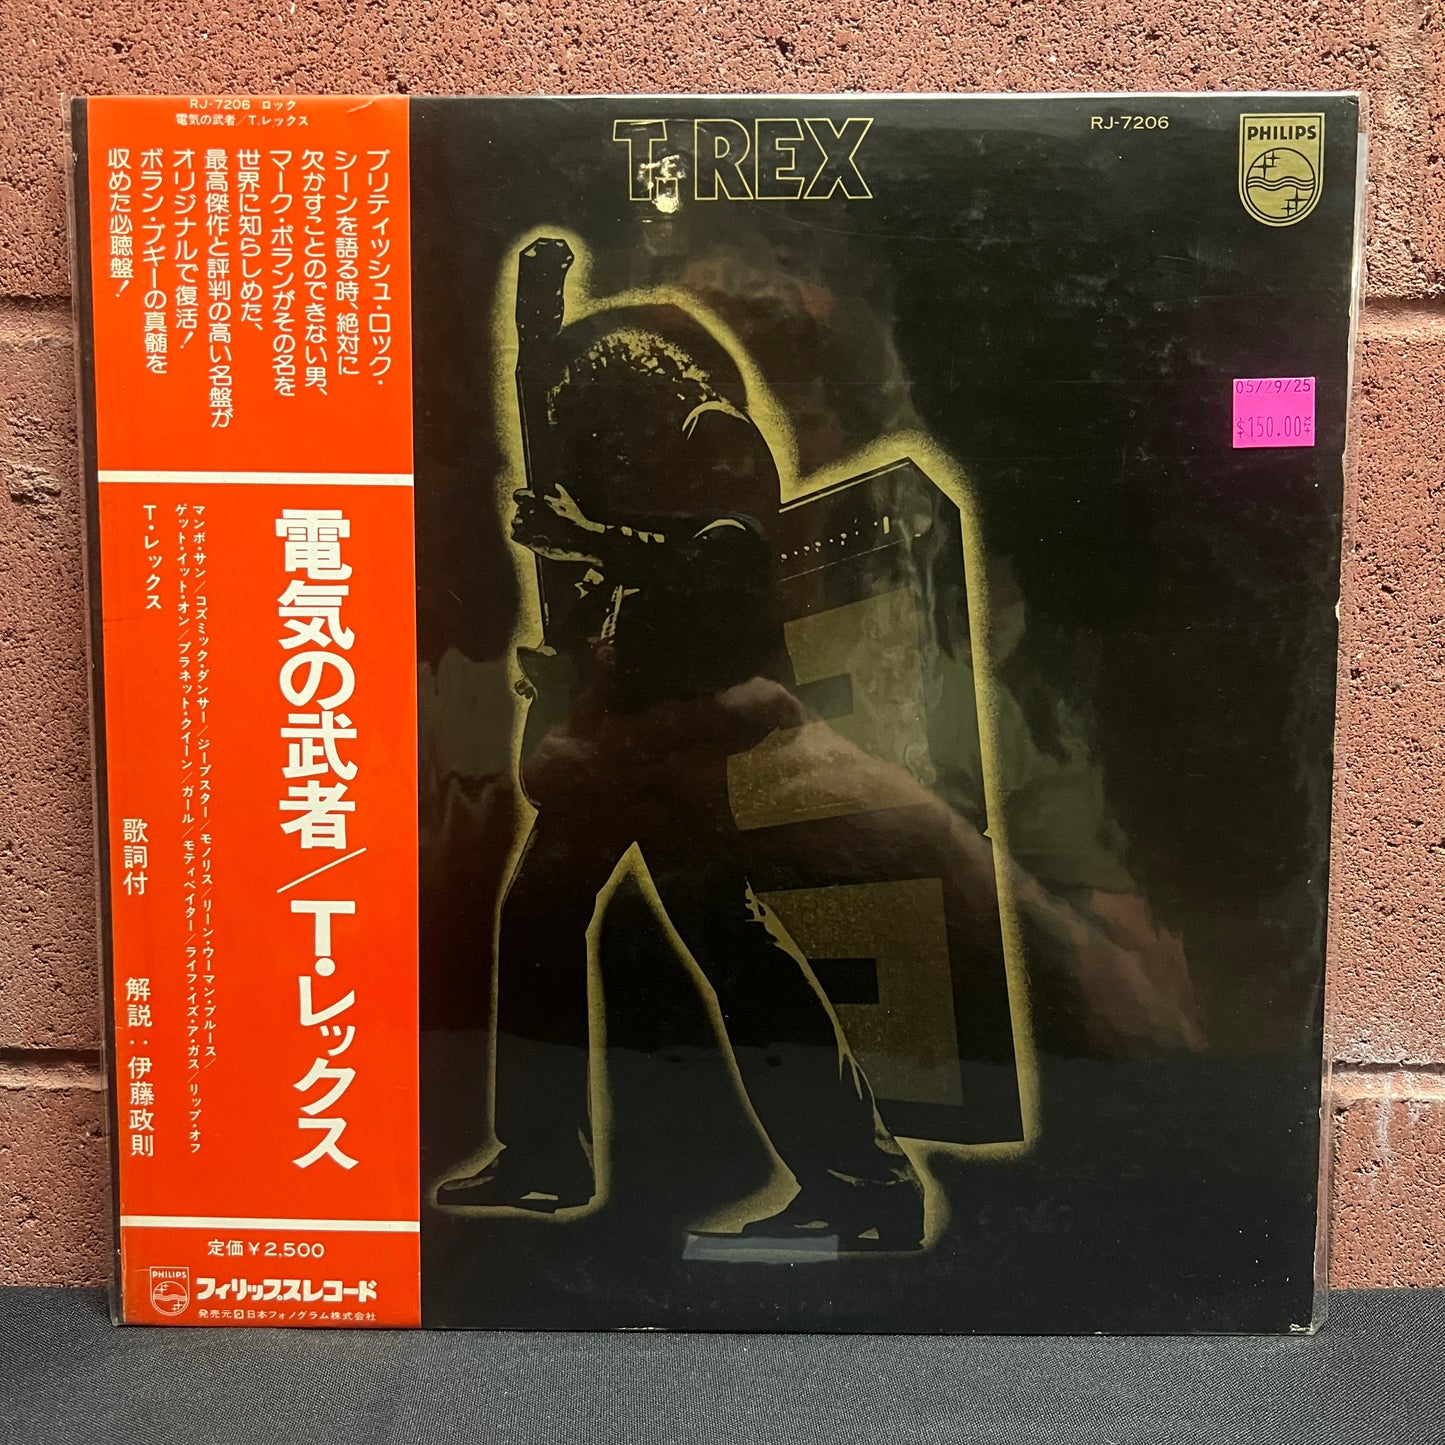 RJ-7206 ロック
電気の武者/T.レックス
ブリティッシュ・ロック・
シーンを語る時、絶対に
欠かすことのできない男、
マーク・ボランがその名を
世界に知らしめた、
最高傑作と評判の高い名盤が
オリジナルで復活!
ボラン・ブギーの真髄を
収めた必聴盤!
電気の武者/T・レックス
マンボ・サン/コズミック・ダンサー/ジープスター/モノリス/リーン・ウーマン・ブルース/
ゲット・イット・オン/プラネット・クイーン/ガール/モティベイター/ライフ・イズ・ア・ガス/リップ・オフ
T・レックス
歌詞付 解説:伊藤政則
定価¥2,500
PHILIPS
フィリップスレコード
発売元 日本フォノグラム株式会社
T. REX
RJ-7206
PHILIPS
05/29/25
$150.00